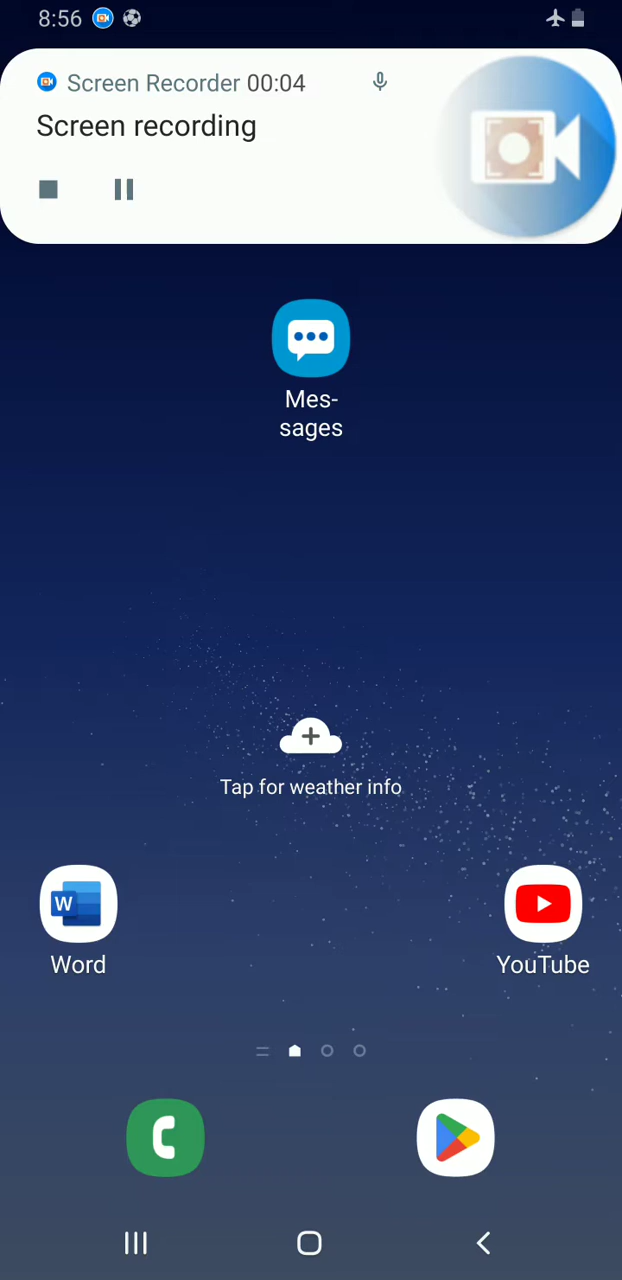 8:56
Screen Recorder 00:04
Screen recording
Mes-
sages
Tap for weather info
W
Word
YouTube